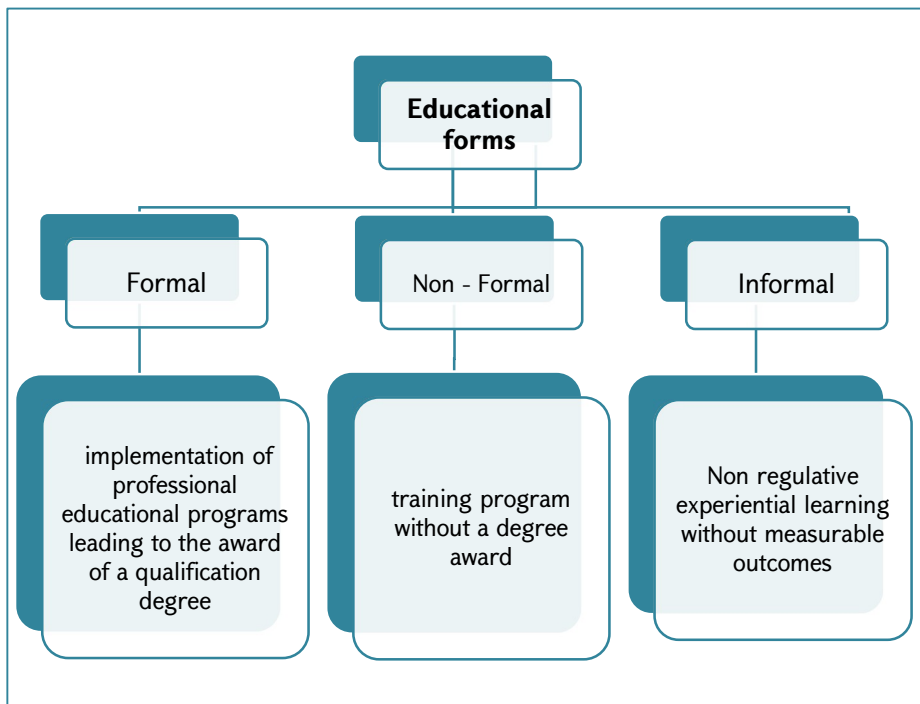 Educational
forms
Formal
Non - Formal
Informal
implementation of
professional
educational programs
leading to the award
of a qualification
degree
training program
without a degree
award
Non regulative
experiential learning
without measurable
outcomes